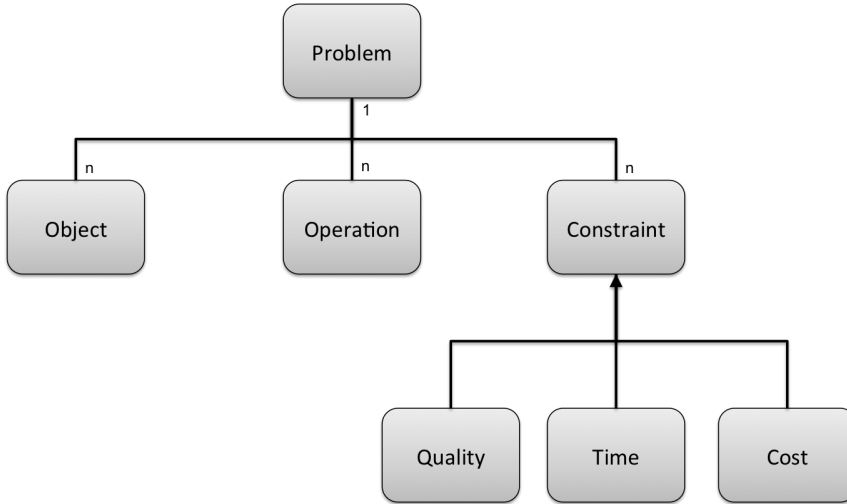 Problem
1
n
n
n
Object
Operation
Constraint
Quality
Time
Cost